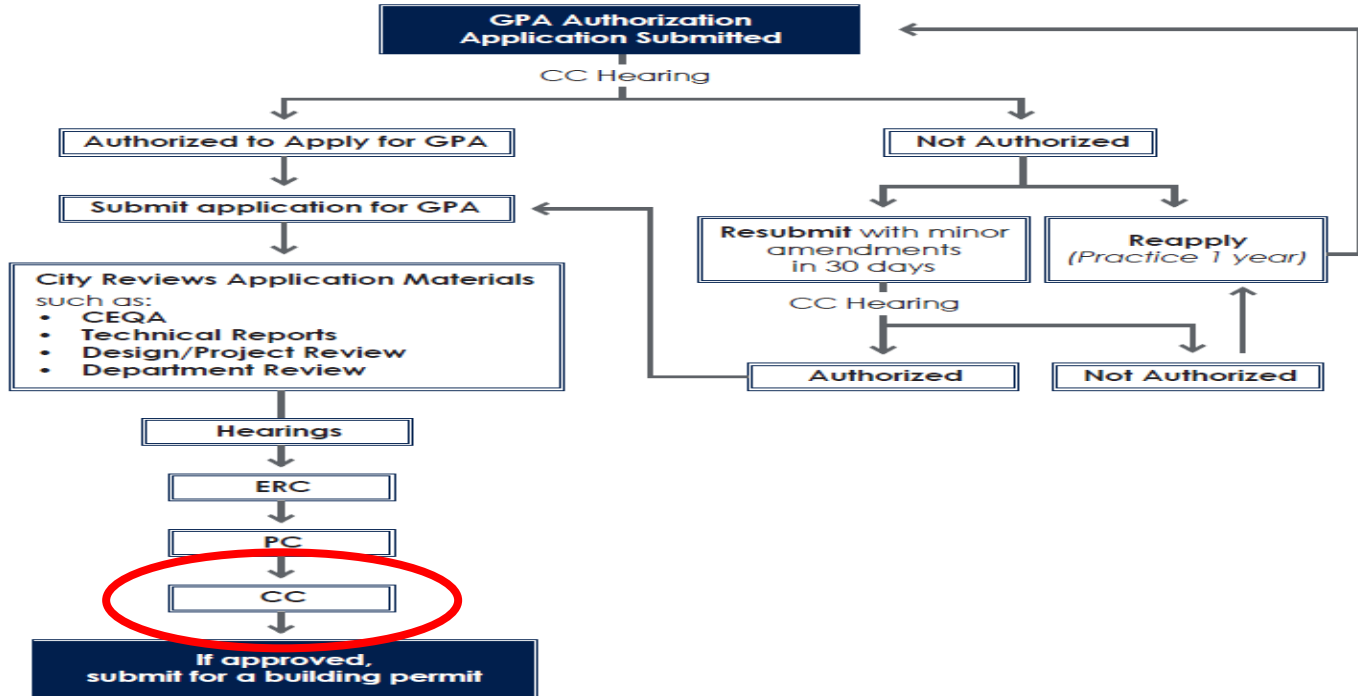 GPA Authorization
Application Submitted
CC Hearing
Authorized to Apply for GPA
Not Authorized
Submit application for GPA
Resubmit with minor
amendments
in 30 days
Reapply
(Practice 1 year)
City Reviews Application Materials
such as:
• CEQA
• Technical Reports
• Design/Project Review
• Department Review
CC Hearing
Authorized
Not Authorized
Hearings
ERC
PC
CC
If approved,
submit for a building permit